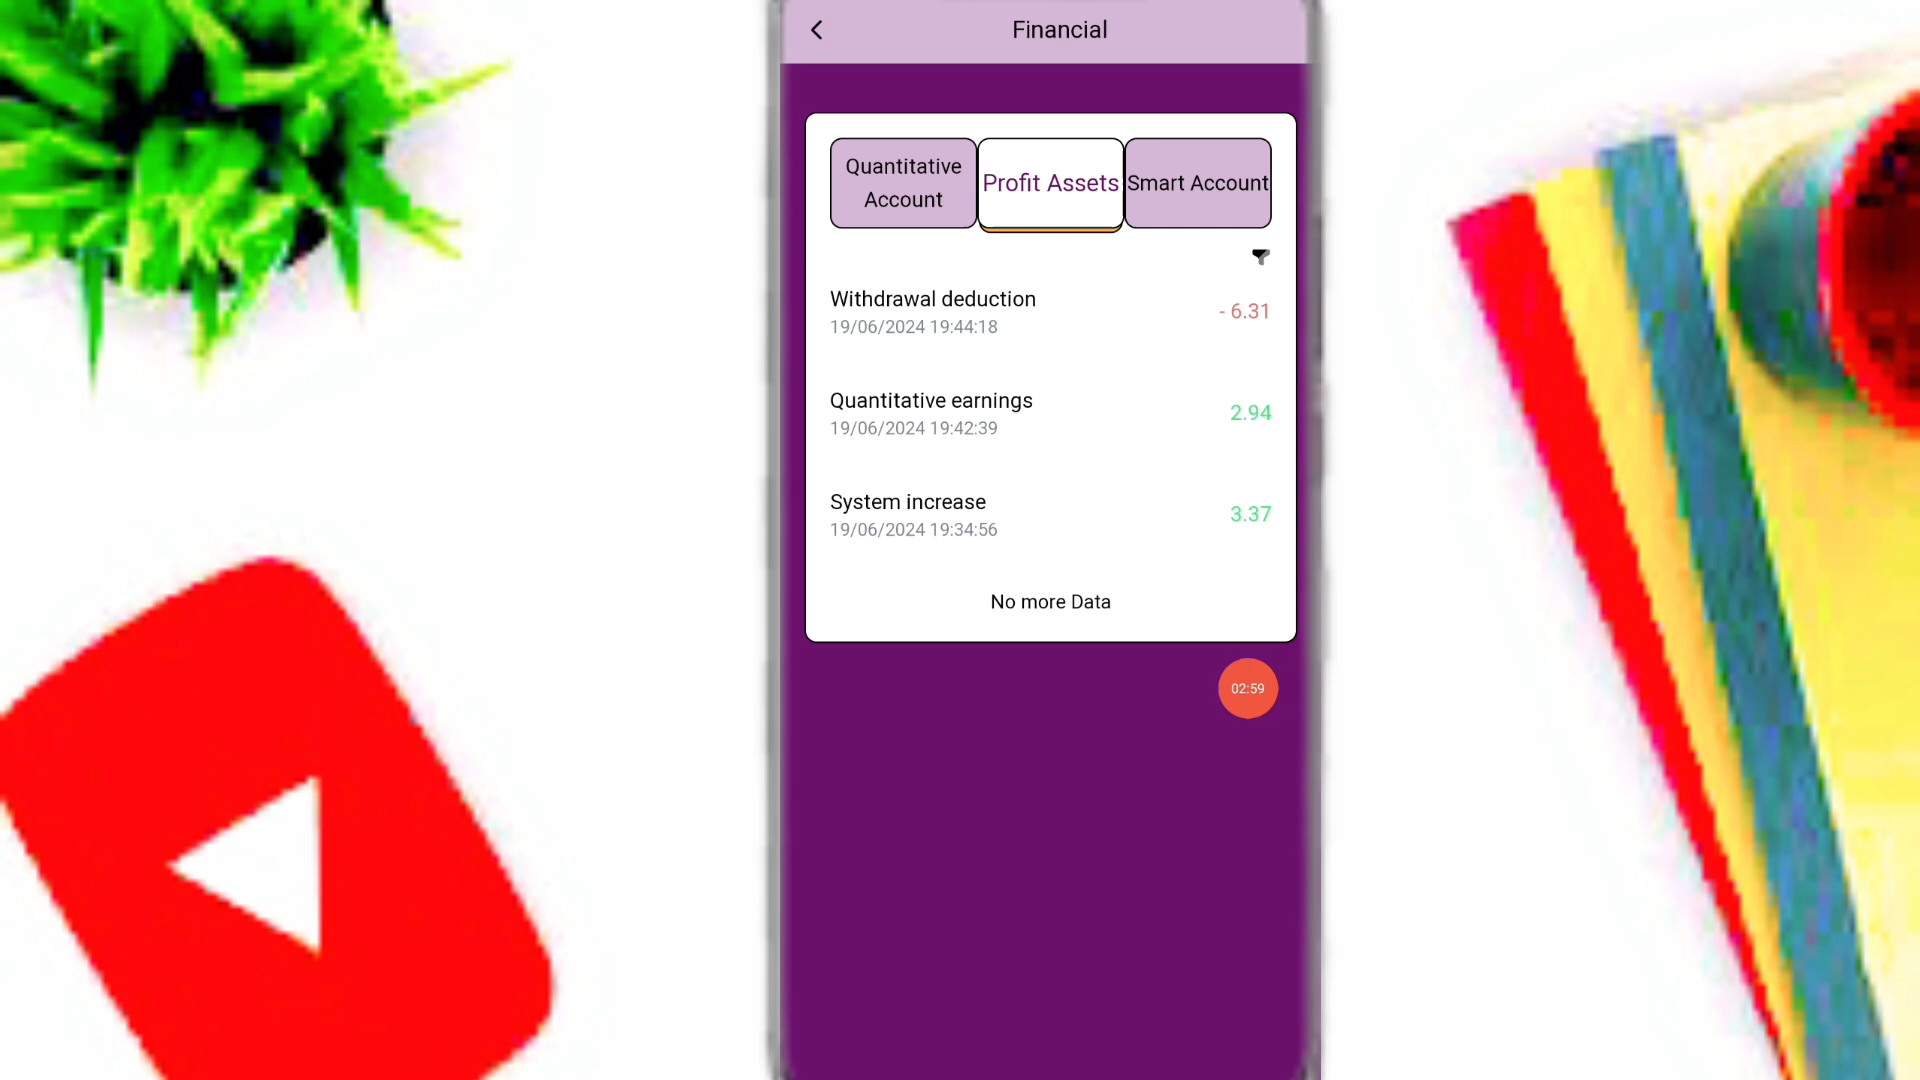 Financial
Quantitative
Account
Profit Assets
Smart Account
Withdrawal deduction
19/06/2024 19:44:18
- 6.31
Quantitative earnings
19/06/2024 19:42:39
2.94
System increase
19/06/2024 19:34:56
3.37
No more Data
02:59